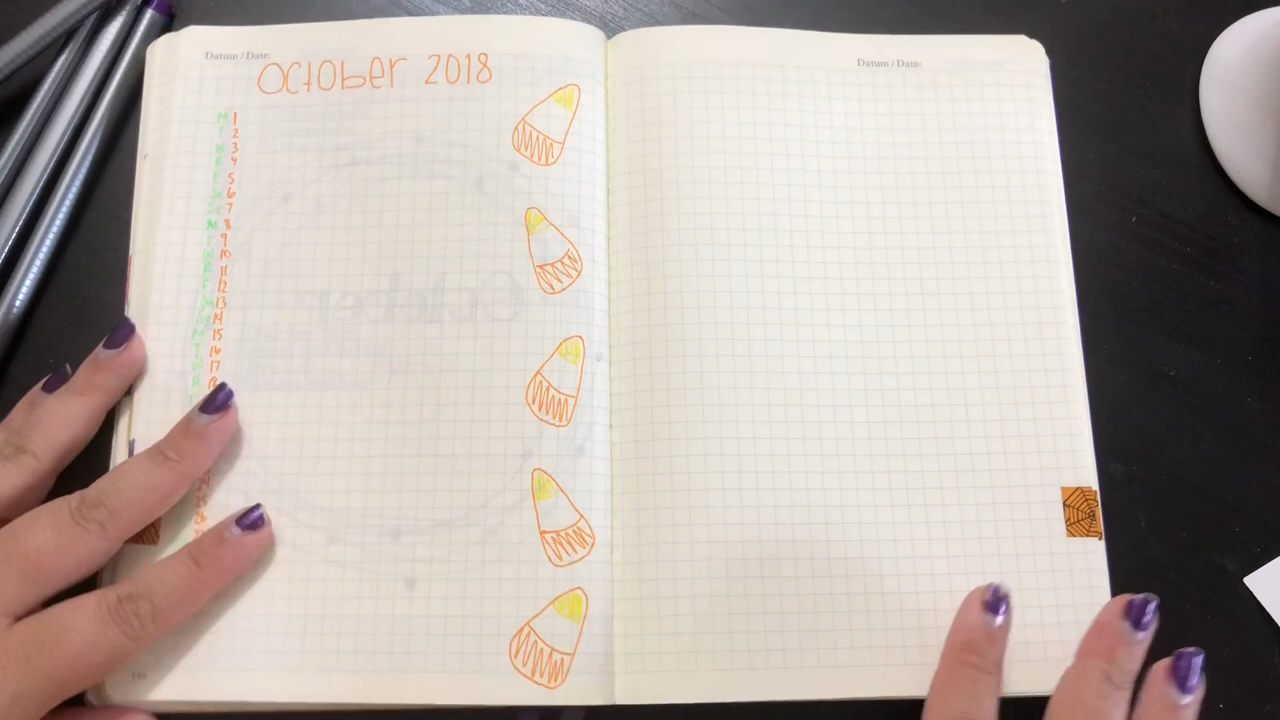 Datum / Date:
October 2018
Datum / Date:
M 1
T 2
W 3
R 4
F 5
S 6
S 7
M 8
T 9
W 10
R 11
F 12
S 13
S 14
M 15
T 16
W 17
R
October